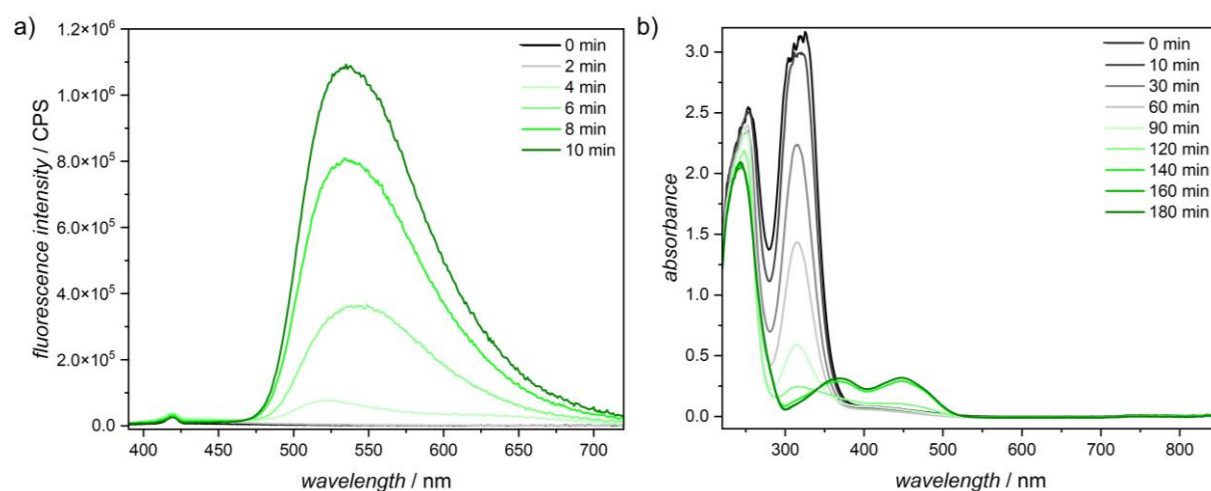 a)
fluorescence intensity / CPS
1.2×10⁶
1.0×10⁶
8.0×10⁵
6.0×10⁵
4.0×10⁵
2.0×10⁵
0.0
400 450 500 550 600 650 700
wavelength / nm
0 min
2 min
4 min
6 min
8 min
10 min
b)
absorbance
3.0
2.5
2.0
1.5
1.0
0.5
0.0
300 400 500 600 700 800
wavelength / nm
0 min
10 min
30 min
60 min
90 min
120 min
140 min
160 min
180 min